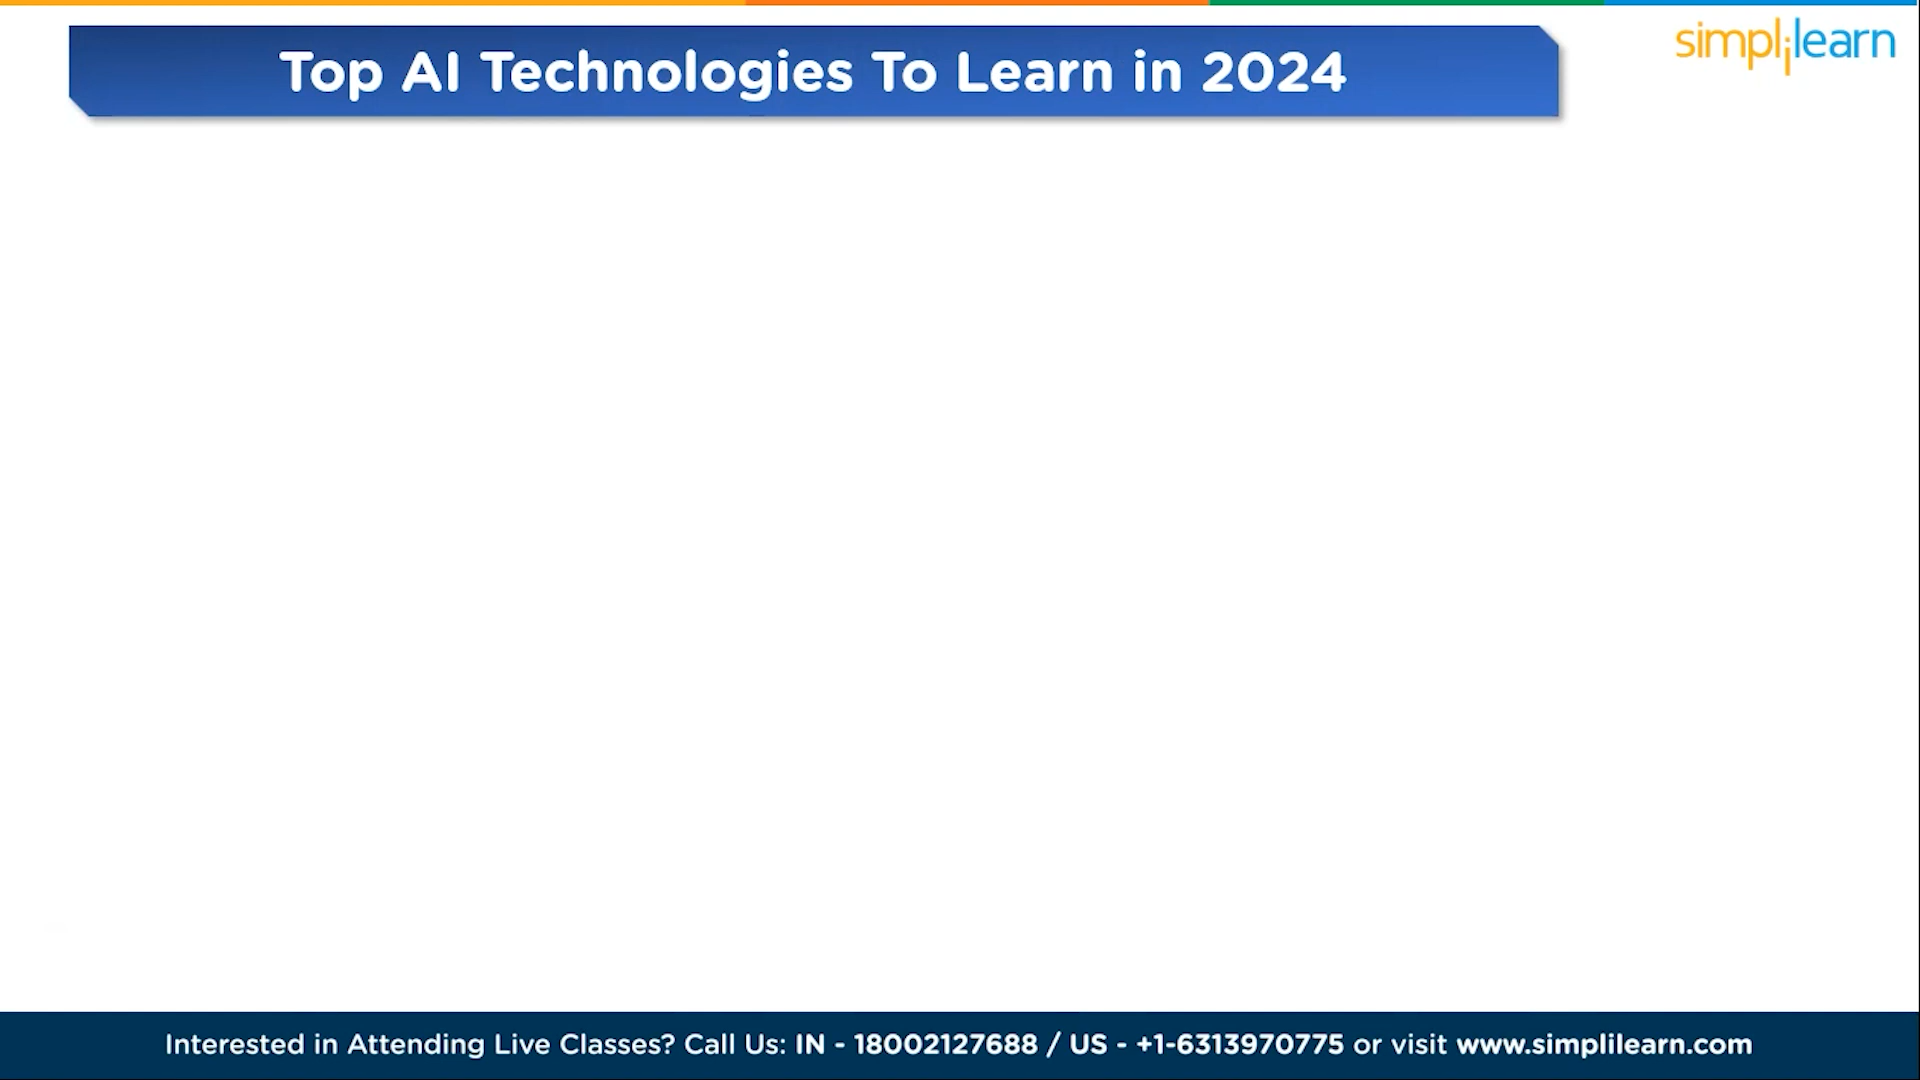 Top AI Technologies To Learn in 2024
simplilearn
Interested in Attending Live Classes? Call Us: IN - 18002127688 / US - +1-6313970775 or visit www.simplilearn.com